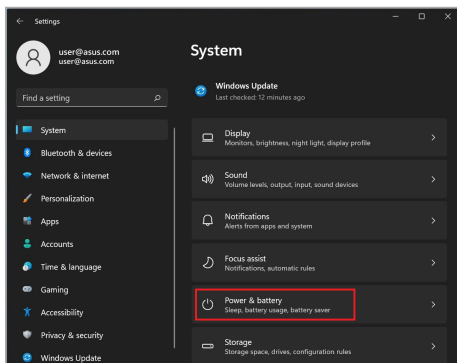 Settings
user@asus.com
user@asus.com
Find a setting
System
Bluetooth & devices
Network & internet
Personalization
Apps
Accounts
Time & language
Gaming
Accessibility
Privacy & security
Windows Update
System
Windows Update
Last checked: 12 minutes ago
Display
Monitors, brightness, night light, display profile
Sound
Volume levels, output, input, sound devices
Notifications
Alerts from apps and system
Focus assist
Notifications, automatic rules
Power & battery
Sleep, battery usage, battery saver
Storage
Storage space, drives, configuration rules